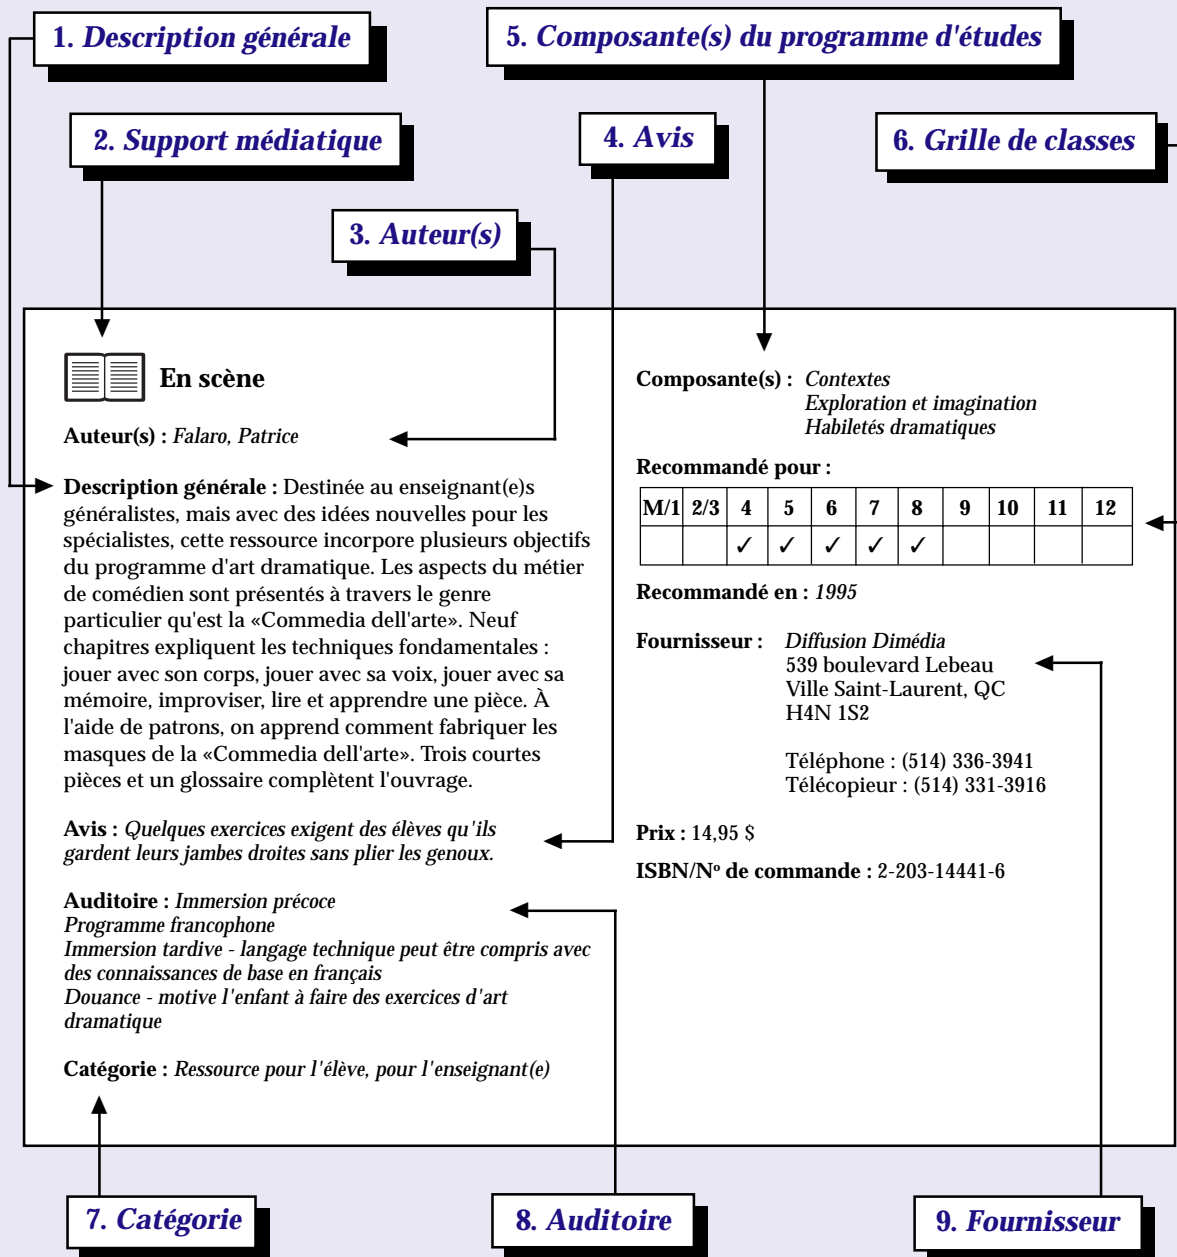 1. Description générale
5. Composante(s) du programme d'études
2. Support médiatique
4. Avis
6. Grille de classes
3. Auteur(s)
En scène
Auteur(s) : Falaro, Patrice
Description générale : Destinée au enseignant(e)s
généralistes, mais avec des idées nouvelles pour les
spécialistes, cette ressource incorpore plusieurs objectifs
du programme d'art dramatique. Les aspects du métier
de comédien sont présentés à travers le genre
particulier qu'est la «Commedia dell'arte». Neuf
chapitres expliquent les techniques fondamentales :
jouer avec son corps, jouer avec sa voix, jouer avec sa
mémoire, improviser, lire et apprendre une pièce. À
l'aide de patrons, on apprend comment fabriquer les
masques de la «Commedia dell'arte». Trois courtes
pièces et un glossaire complètent l'ouvrage.
Avis : Quelques exercices exigent des élèves qu'ils
gardent leurs jambes droites sans plier les genoux.
Auditoire : Immersion précoce
Programme francophone
Immersion tardive - langage technique peut être compris avec
des connaissances de base en français
Douance - motive l'enfant à faire des exercices d'art
dramatique
Catégorie : Ressource pour l'élève, pour l'enseignant(e)
Composante(s) : Contextes
Exploration et imagination
Habiletés dramatiques
Recommandé pour :
M/1 2/3 4 5 6 7 8 9 10 11 12
✓ ✓ ✓ ✓ ✓
Recommandé en : 1995
Fournisseur : Diffusion Dimédia
539 boulevard Lebeau
Ville Saint-Laurent, QC
H4N 1S2
Téléphone : (514) 336-3941
Télécopieur : (514) 331-3916
Prix : 14,95 $
ISBN/Nº de commande : 2-203-14441-6
7. Catégorie
8. Auditoire
9. Fournisseur